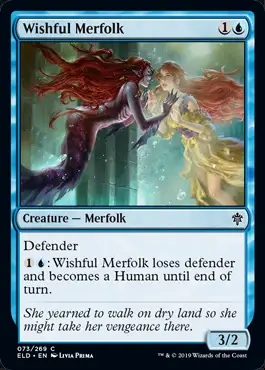 Wishful Merfolk 1
Creature — Merfolk
Defender
1 : Wishful Merfolk loses defender
and becomes a Human until end of
turn.
She yearned to walk on dry land so she
might take her vengeance there.
3/2
073/269 C
ELD • EN LIVIA PRIMA
™ & © 2019 Wizards of the Coast